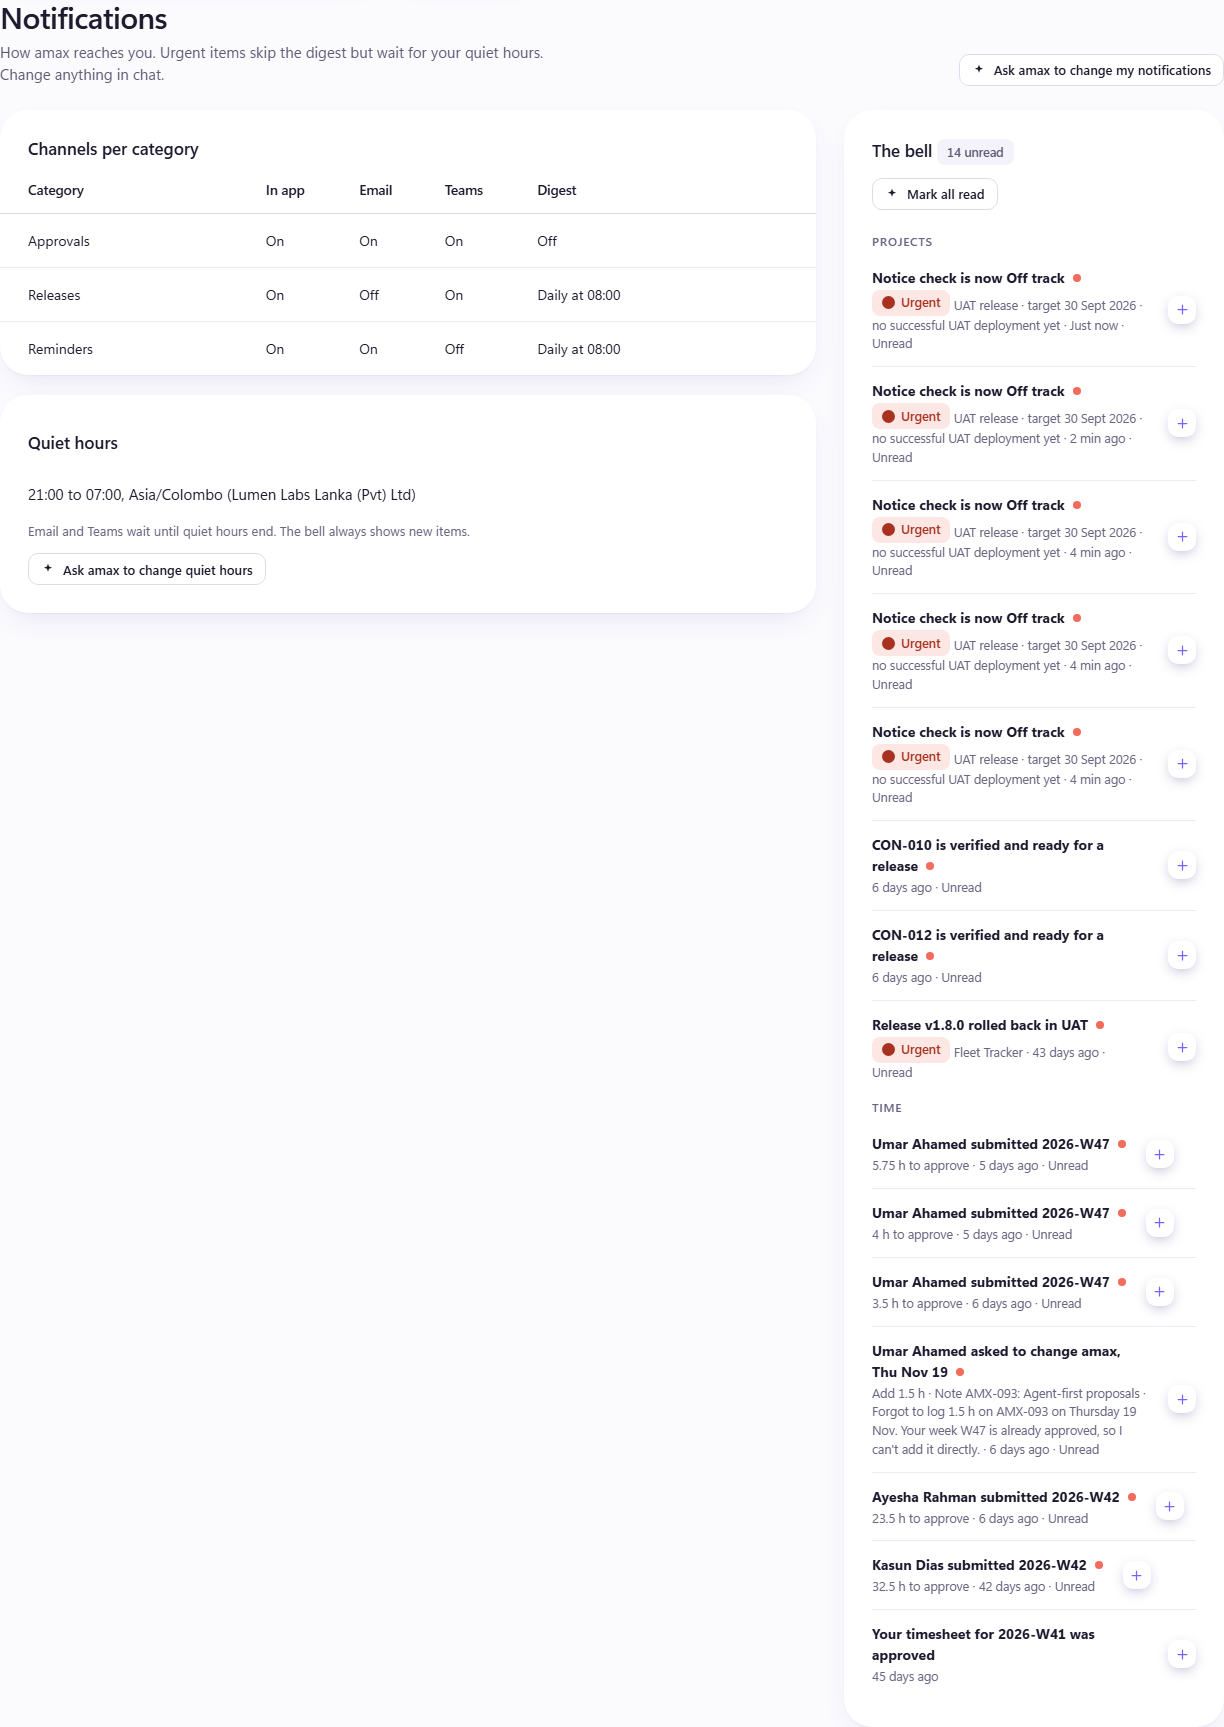 Notifications
How amax reaches you. Urgent items skip the digest but wait for your quiet hours.
Change anything in chat.
Ask amax to change my notifications
Channels per category
Category In app Email Teams Digest
Approvals On On On Off
Releases On Off On Daily at 08:00
Reminders On On Off Daily at 08:00
Quiet hours
21:00 to 07:00, Asia/Colombo (Lumen Labs Lanka (Pvt) Ltd)
Email and Teams wait until quiet hours end. The bell always shows new items.
Ask amax to change quiet hours
The bell 14 unread
Mark all read
PROJECTS
Notice check is now Off track
Urgent UAT release · target 30 Sept 2026 ·
no successful UAT deployment yet · Just now ·
Unread
Notice check is now Off track
Urgent UAT release · target 30 Sept 2026 ·
no successful UAT deployment yet · 2 min ago ·
Unread
Notice check is now Off track
Urgent UAT release · target 30 Sept 2026 ·
no successful UAT deployment yet · 4 min ago ·
Unread
Notice check is now Off track
Urgent UAT release · target 30 Sept 2026 ·
no successful UAT deployment yet · 4 min ago ·
Unread
Notice check is now Off track
Urgent UAT release · target 30 Sept 2026 ·
no successful UAT deployment yet · 4 min ago ·
Unread
CON-010 is verified and ready for a
release
6 days ago · Unread
CON-012 is verified and ready for a
release
6 days ago · Unread
Release v1.8.0 rolled back in UAT
Urgent Fleet Tracker · 43 days ago ·
Unread
TIME
Umar Ahamed submitted 2026-W47
5.75 h to approve · 5 days ago · Unread
Umar Ahamed submitted 2026-W47
4 h to approve · 5 days ago · Unread
Umar Ahamed submitted 2026-W47
3.5 h to approve · 6 days ago · Unread
Umar Ahamed asked to change amax,
Thu Nov 19
Add 1.5 h · Note AMX-093: Agent-first proposals ·
Forgot to log 1.5 h on AMX-093 on Thursday 19
Nov. Your week W47 is already approved, so I
can't add it directly. · 6 days ago · Unread
Ayesha Rahman submitted 2026-W42
23.5 h to approve · 6 days ago · Unread
Kasun Dias submitted 2026-W42
32.5 h to approve · 42 days ago · Unread
Your timesheet for 2026-W41 was
approved
45 days ago